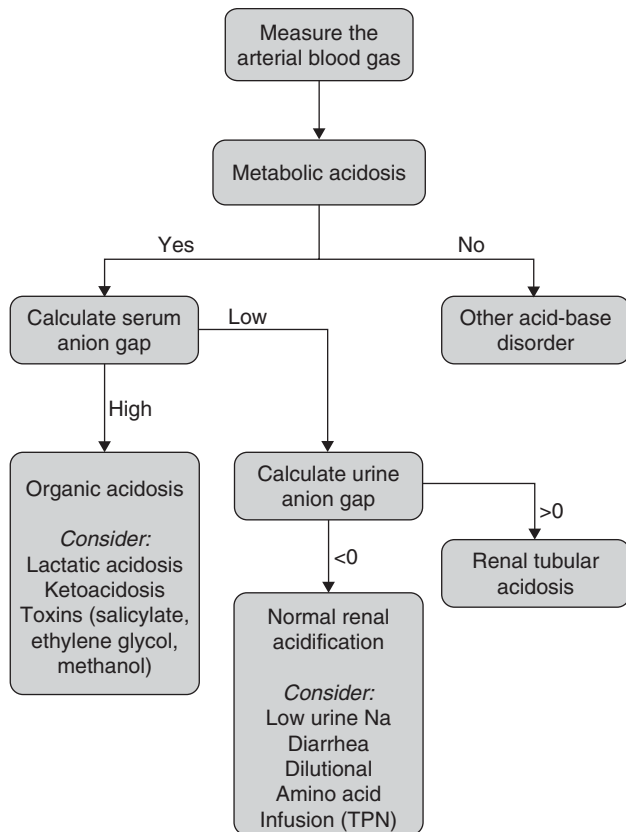 Measure the
arterial blood gas
Metabolic acidosis
Yes
No
Calculate serum
anion gap
Low
Other acid-base
disorder
High
Organic acidosis
Consider:
Lactatic acidosis
Ketoacidosis
Toxins (salicylate,
ethylene glycol,
methanol)
Calculate urine
anion gap
>0
<0
Renal tubular
acidosis
Normal renal
acidification
Consider:
Low urine Na
Diarrhea
Dilutional
Amino acid
Infusion (TPN)